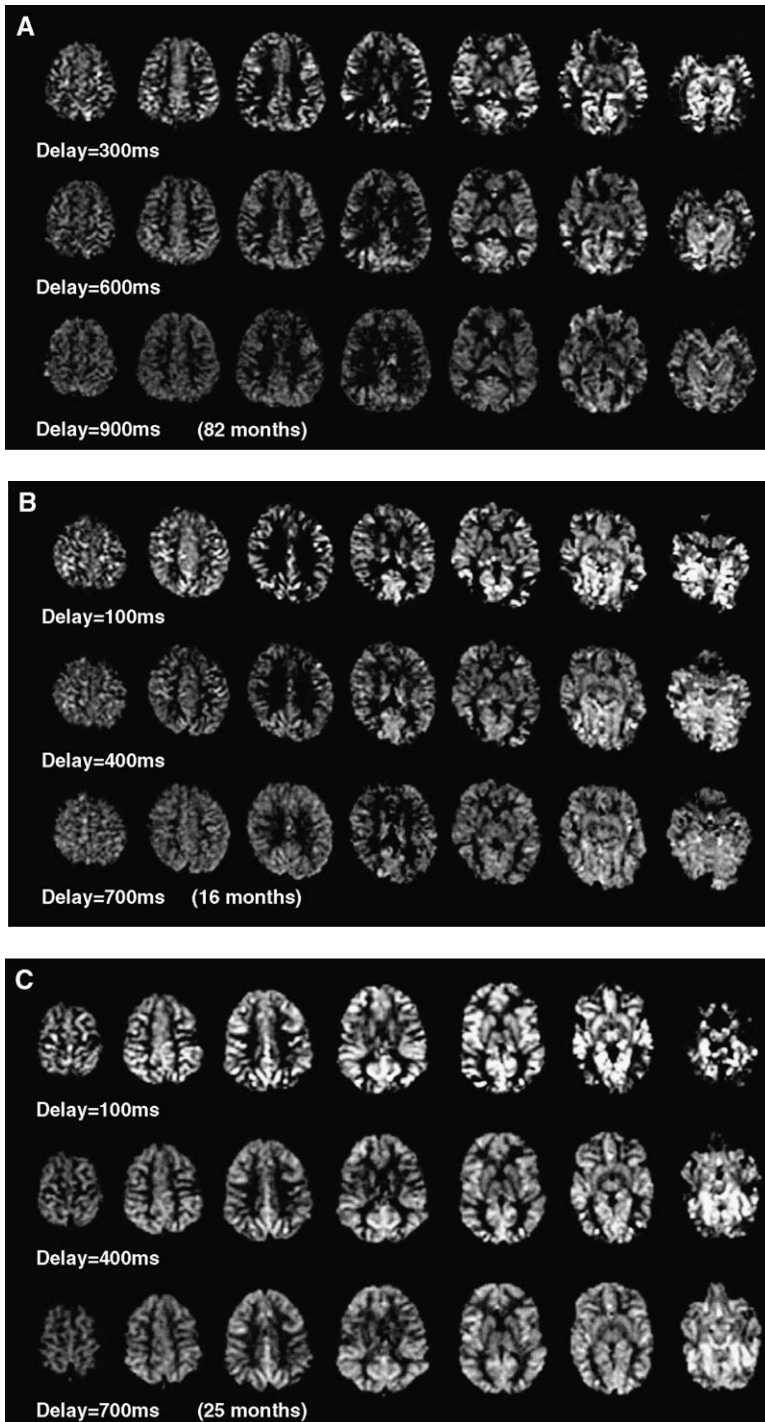 A
Delay=300ms
Delay=600ms
Delay=900ms (82 months)
B
Delay=100ms
Delay=400ms
Delay=700ms (16 months)
C
Delay=100ms
Delay=400ms
Delay=700ms (25 months)